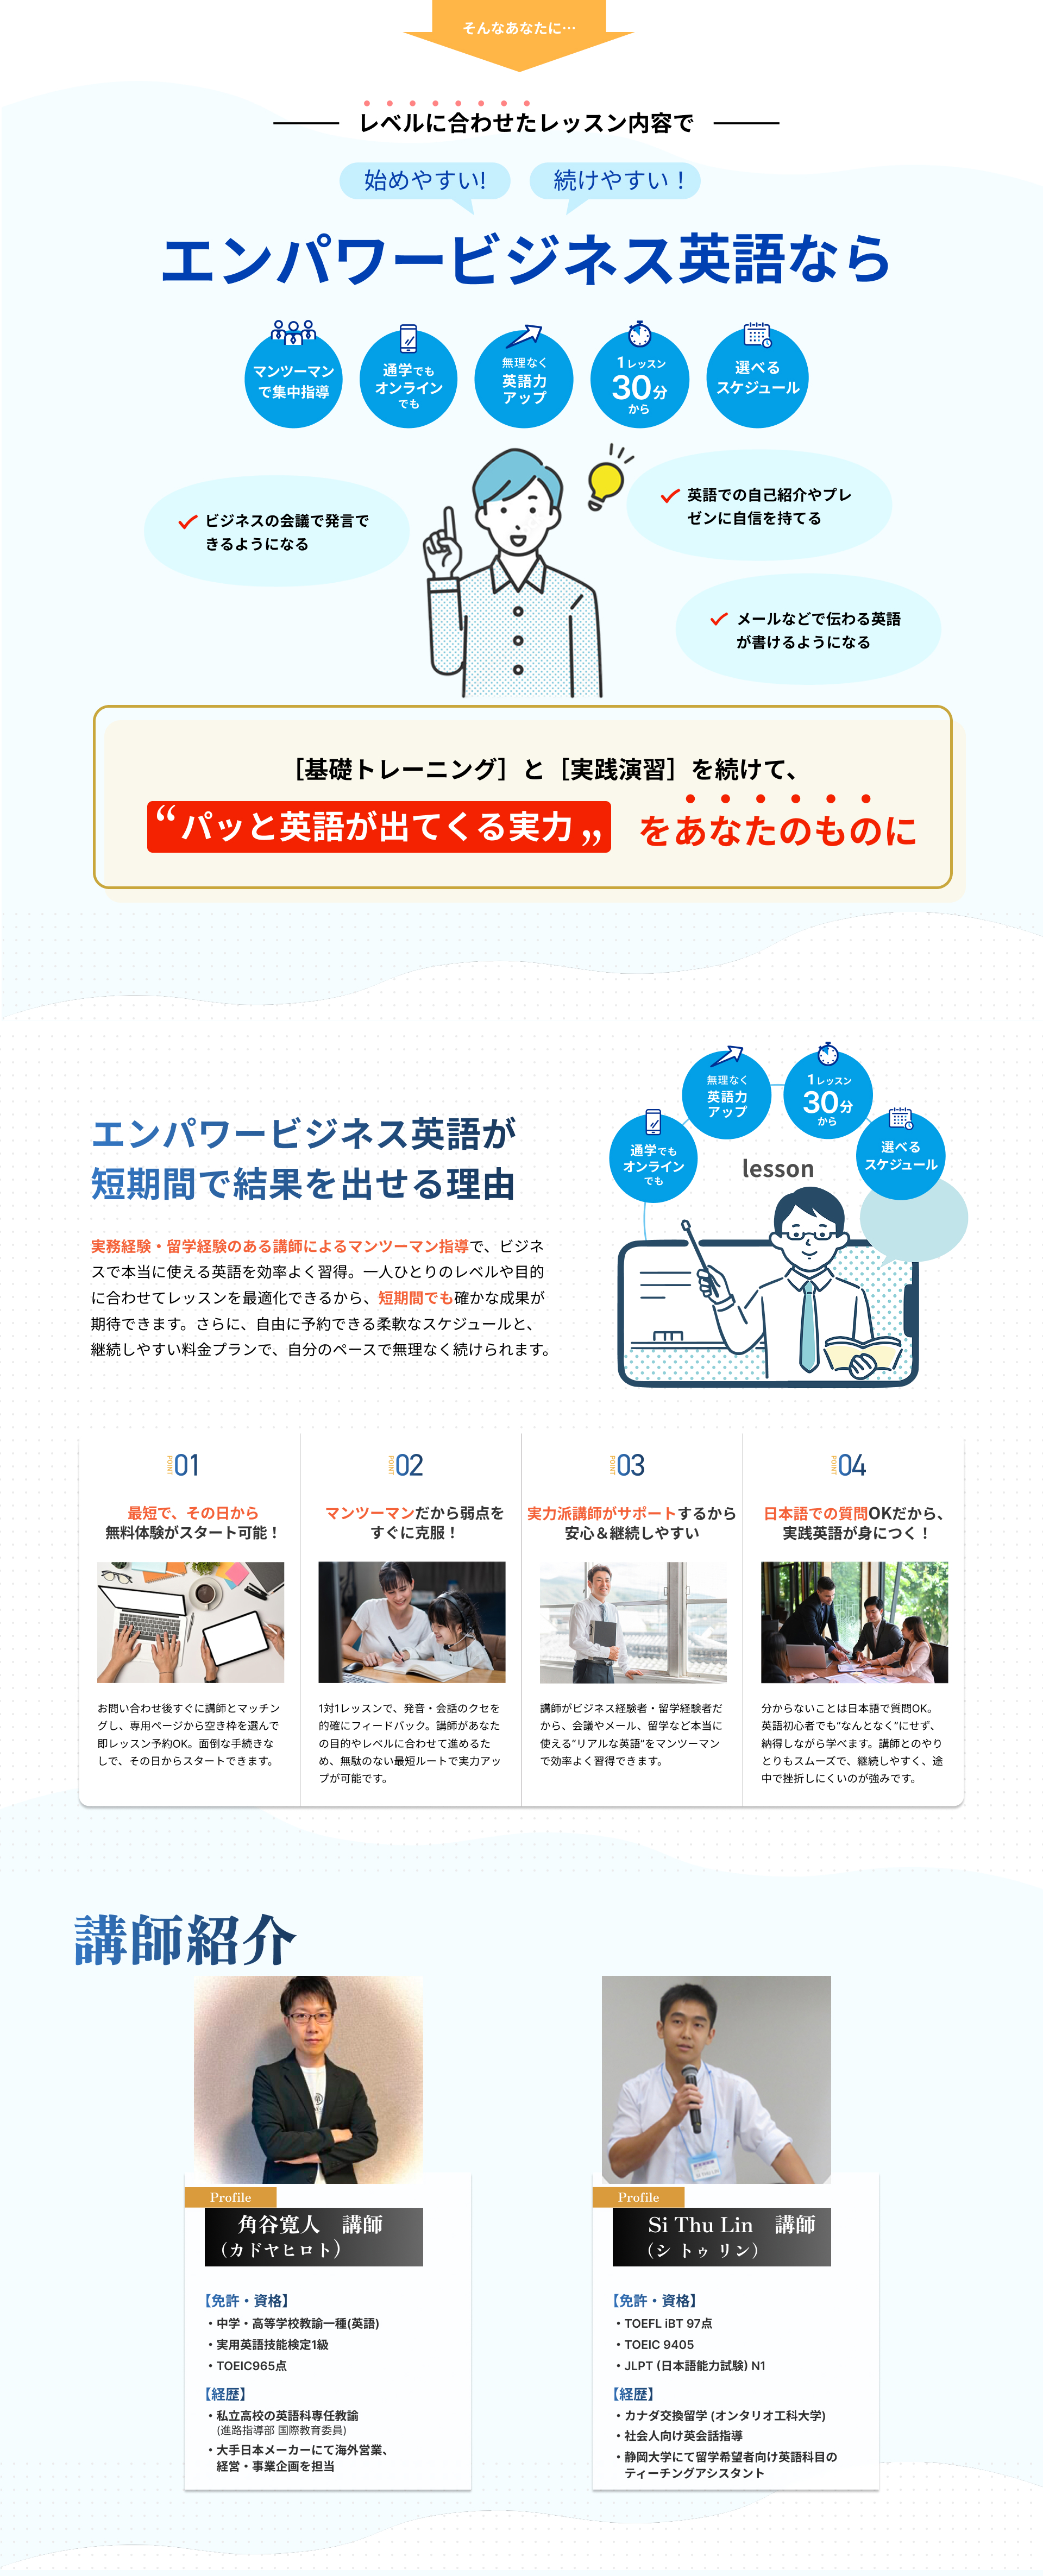 そんなあなたに…
レベルに合わせたレッスン内容で
始めやすい!
続けやすい！
エンパワービジネス英語なら
マンツーマン
で集中指導
通学でも
オンライン
でも
無理なく
英語力
アップ
1レッスン
30分
から
選べる
スケジュール
ビジネスの会議で発言で
きるようになる
英語での自己紹介やプレ
ゼンに自信を持てる
メールなどで伝わる英語
が書けるようになる
［基礎トレーニング］と［実践演習］を続けて、
“パッと英語が出てくる実力„ をあなたのものに
エンパワービジネス英語が
短期間で結果を出せる理由
実務経験・留学経験のある講師によるマンツーマン指導で、ビジネ
スで本当に使える英語を効率よく習得。一人ひとりのレベルや目的
に合わせてレッスンを最適化できるから、短期間でも確かな成果が
期待できます。さらに、自由に予約できる柔軟なスケジュールと、
継続しやすい料金プランで、自分のペースで無理なく続けられます。
通学でも
オンライン
でも
無理なく
英語力
アップ
1レッスン
30分
から
選べる
スケジュール
lesson
POINT 01
最短で、その日から
無料体験がスタート可能！
お問い合わせ後すぐに講師とマッチン
グし、専用ページから空き枠を選んで
即レッスン予約OK。面倒な手続きな
しで、その日からスタートできます。
POINT 02
マンツーマンだから弱点を
すぐに克服！
1対1レッスンで、発音・会話のクセを
的確にフィードバック。講師があなた
の目的やレベルに合わせて進めるた
め、無駄のない最短ルートで実力アッ
プが可能です。
POINT 03
実力派講師がサポートするから
安心＆継続しやすい
講師がビジネス経験者・留学経験者だ
から、会議やメール、留学など本当に
使える“リアルな英語”をマンツーマン
で効率よく習得できます。
POINT 04
日本語での質問OKだから、
実践英語が身につく！
分からないことは日本語で質問OK。
英語初心者でも“なんとなく”にせず、
納得しながら学べます。講師とのやり
とりもスムーズで、継続しやすく、途
中で挫折しにくいのが強みです。
講師紹介
Profile
角谷寛人　講師
（カドヤヒロト）
【免許・資格】
・中学・高等学校教諭一種(英語)
・実用英語技能検定1級
・TOEIC965点
【経歴】
・私立高校の英語科専任教諭
(進路指導部 国際教育委員)
・大手日本メーカーにて海外営業、
経営・事業企画を担当
Profile
Si Thu Lin　講師
（シ トゥ リン）
【免許・資格】
・TOEFL iBT 97点
・TOEIC 9405
・JLPT (日本語能力試験) N1
【経歴】
・カナダ交換留学 (オンタリオ工科大学)
・社会人向け英会話指導
・静岡大学にて留学希望者向け英語科目の
ティーチングアシスタント